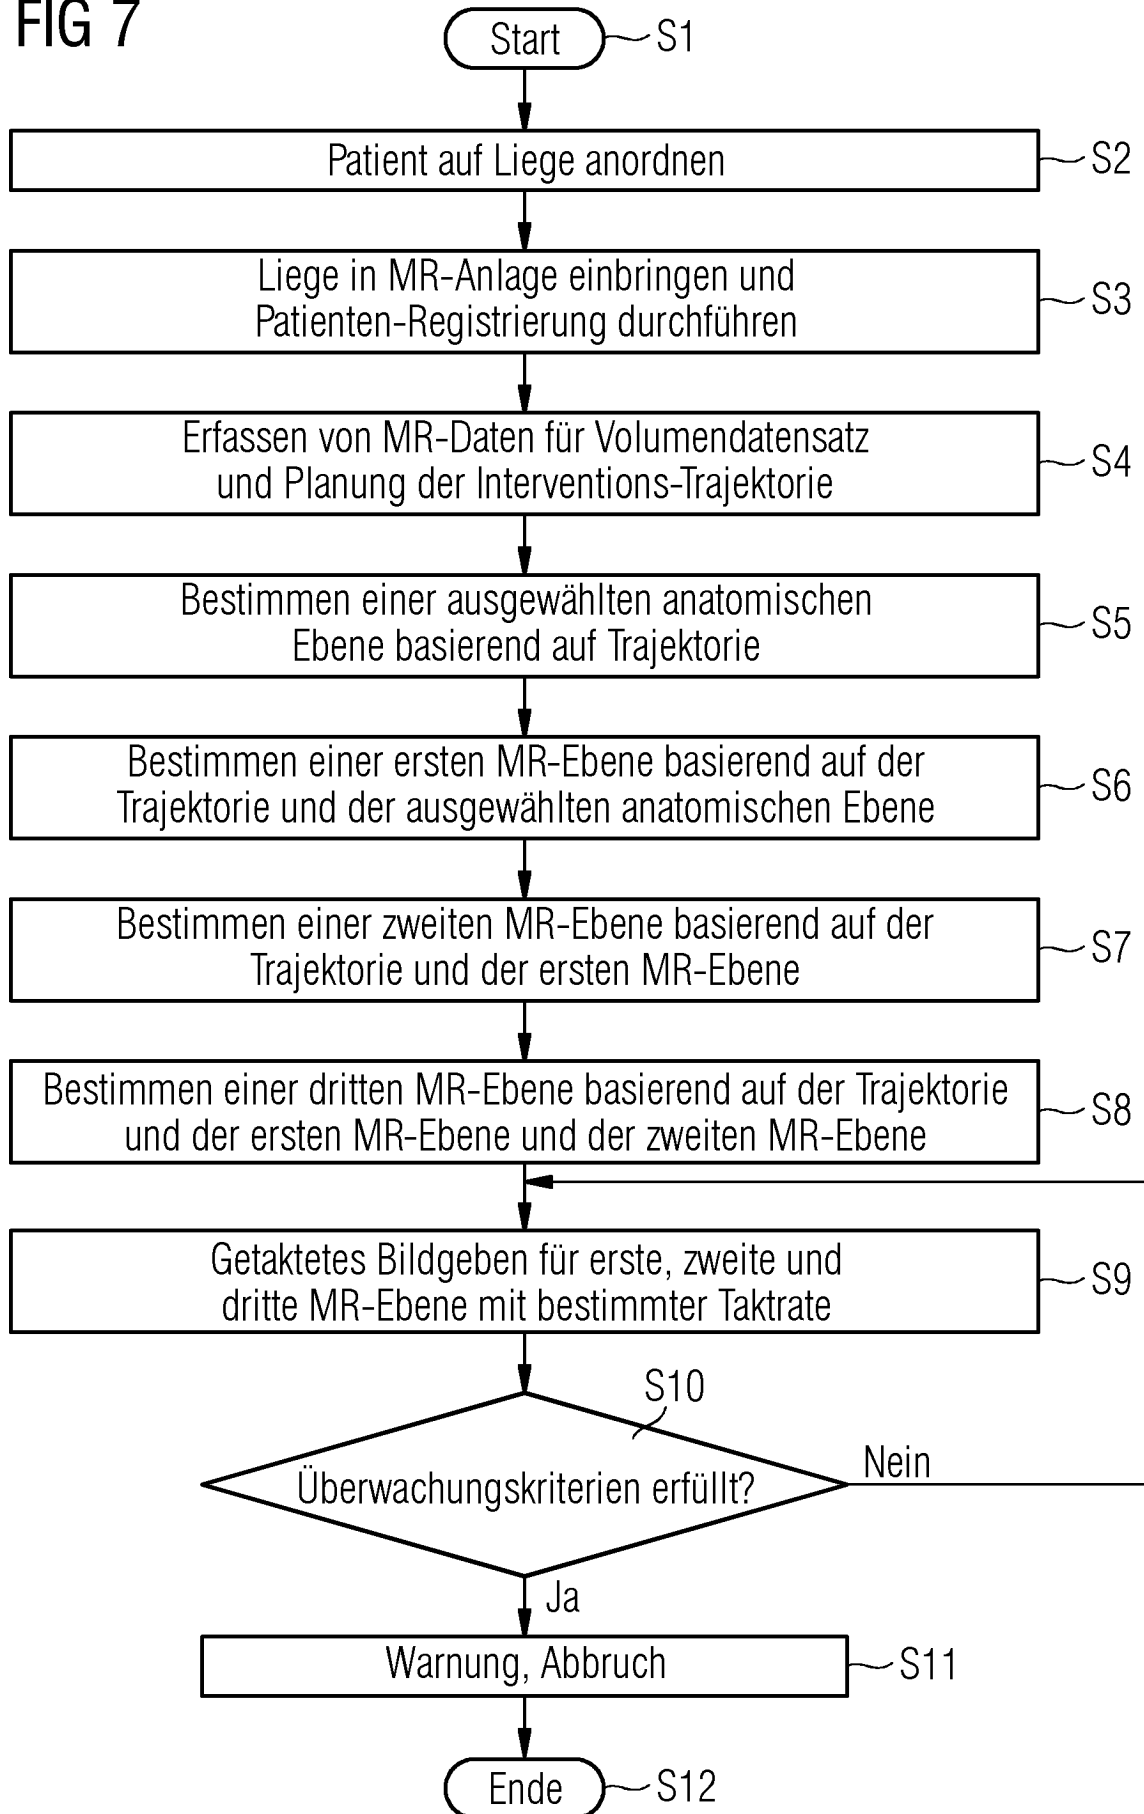 FIG 7
Start
S1
Patient auf Liege anordnen
S2
Liege in MR-Anlage einbringen und
Patienten-Registrierung durchführen
S3
Erfassen von MR-Daten für Volumendatensatz
und Planung der Interventions-Trajektorie
S4
Bestimmen einer ausgewählten anatomischen
Ebene basierend auf Trajektorie
S5
Bestimmen einer ersten MR-Ebene basierend auf der
Trajektorie und der ausgewählten anatomischen Ebene
S6
Bestimmen einer zweiten MR-Ebene basierend auf der
Trajektorie und der ersten MR-Ebene
S7
Bestimmen einer dritten MR-Ebene basierend auf der Trajektorie
und der ersten MR-Ebene und der zweiten MR-Ebene
S8
Getaktetes Bildgeben für erste, zweite und
dritte MR-Ebene mit bestimmter Taktrate
S9
S10
Überwachungskriterien erfüllt?
Nein
Ja
Warnung, Abbruch
S11
Ende
S12